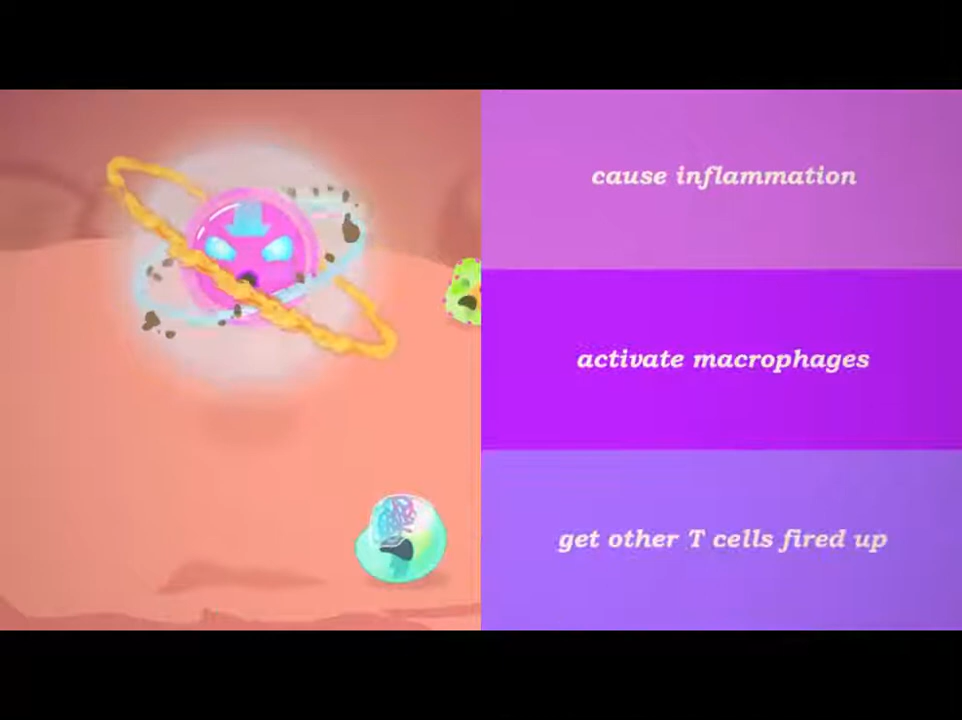 cause inflammation
activate macrophages
get other T cells fired up